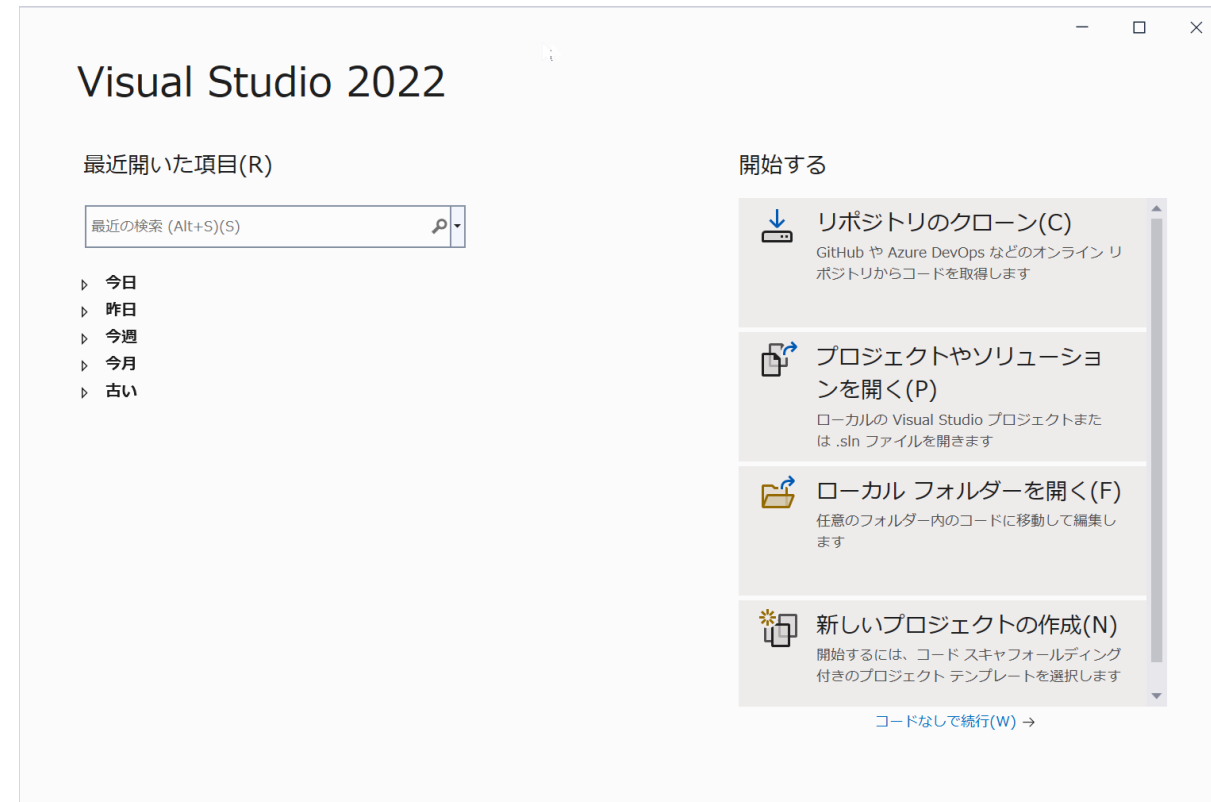 Visual Studio 2022
最近開いた項目(R)
最近の検索 (Alt+S)(S)
今日
昨日
今週
今月
古い
開始する
リポジトリのクローン(C)
GitHub や Azure DevOps などのオンライン リ
ポジトリからコードを取得します
プロジェクトやソリューショ
ンを開く(P)
ローカルの Visual Studio プロジェクトまた
は .sln ファイルを開きます
ローカル フォルダーを開く(F)
任意のフォルダー内のコードに移動して編集し
ます
新しいプロジェクトの作成(N)
開始するには、コード スキャフォールディング
付きのプロジェクト テンプレートを選択します
コードなしで続行(W) →